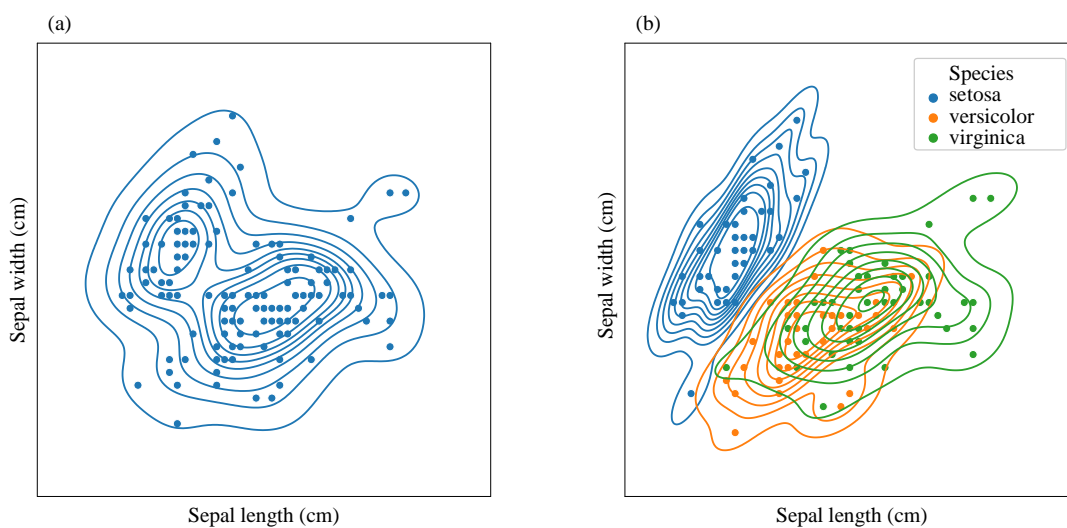 (a)
Sepal width (cm)
Sepal length (cm)
(b)
Species
setosa
versicolor
virginica
Sepal width (cm)
Sepal length (cm)